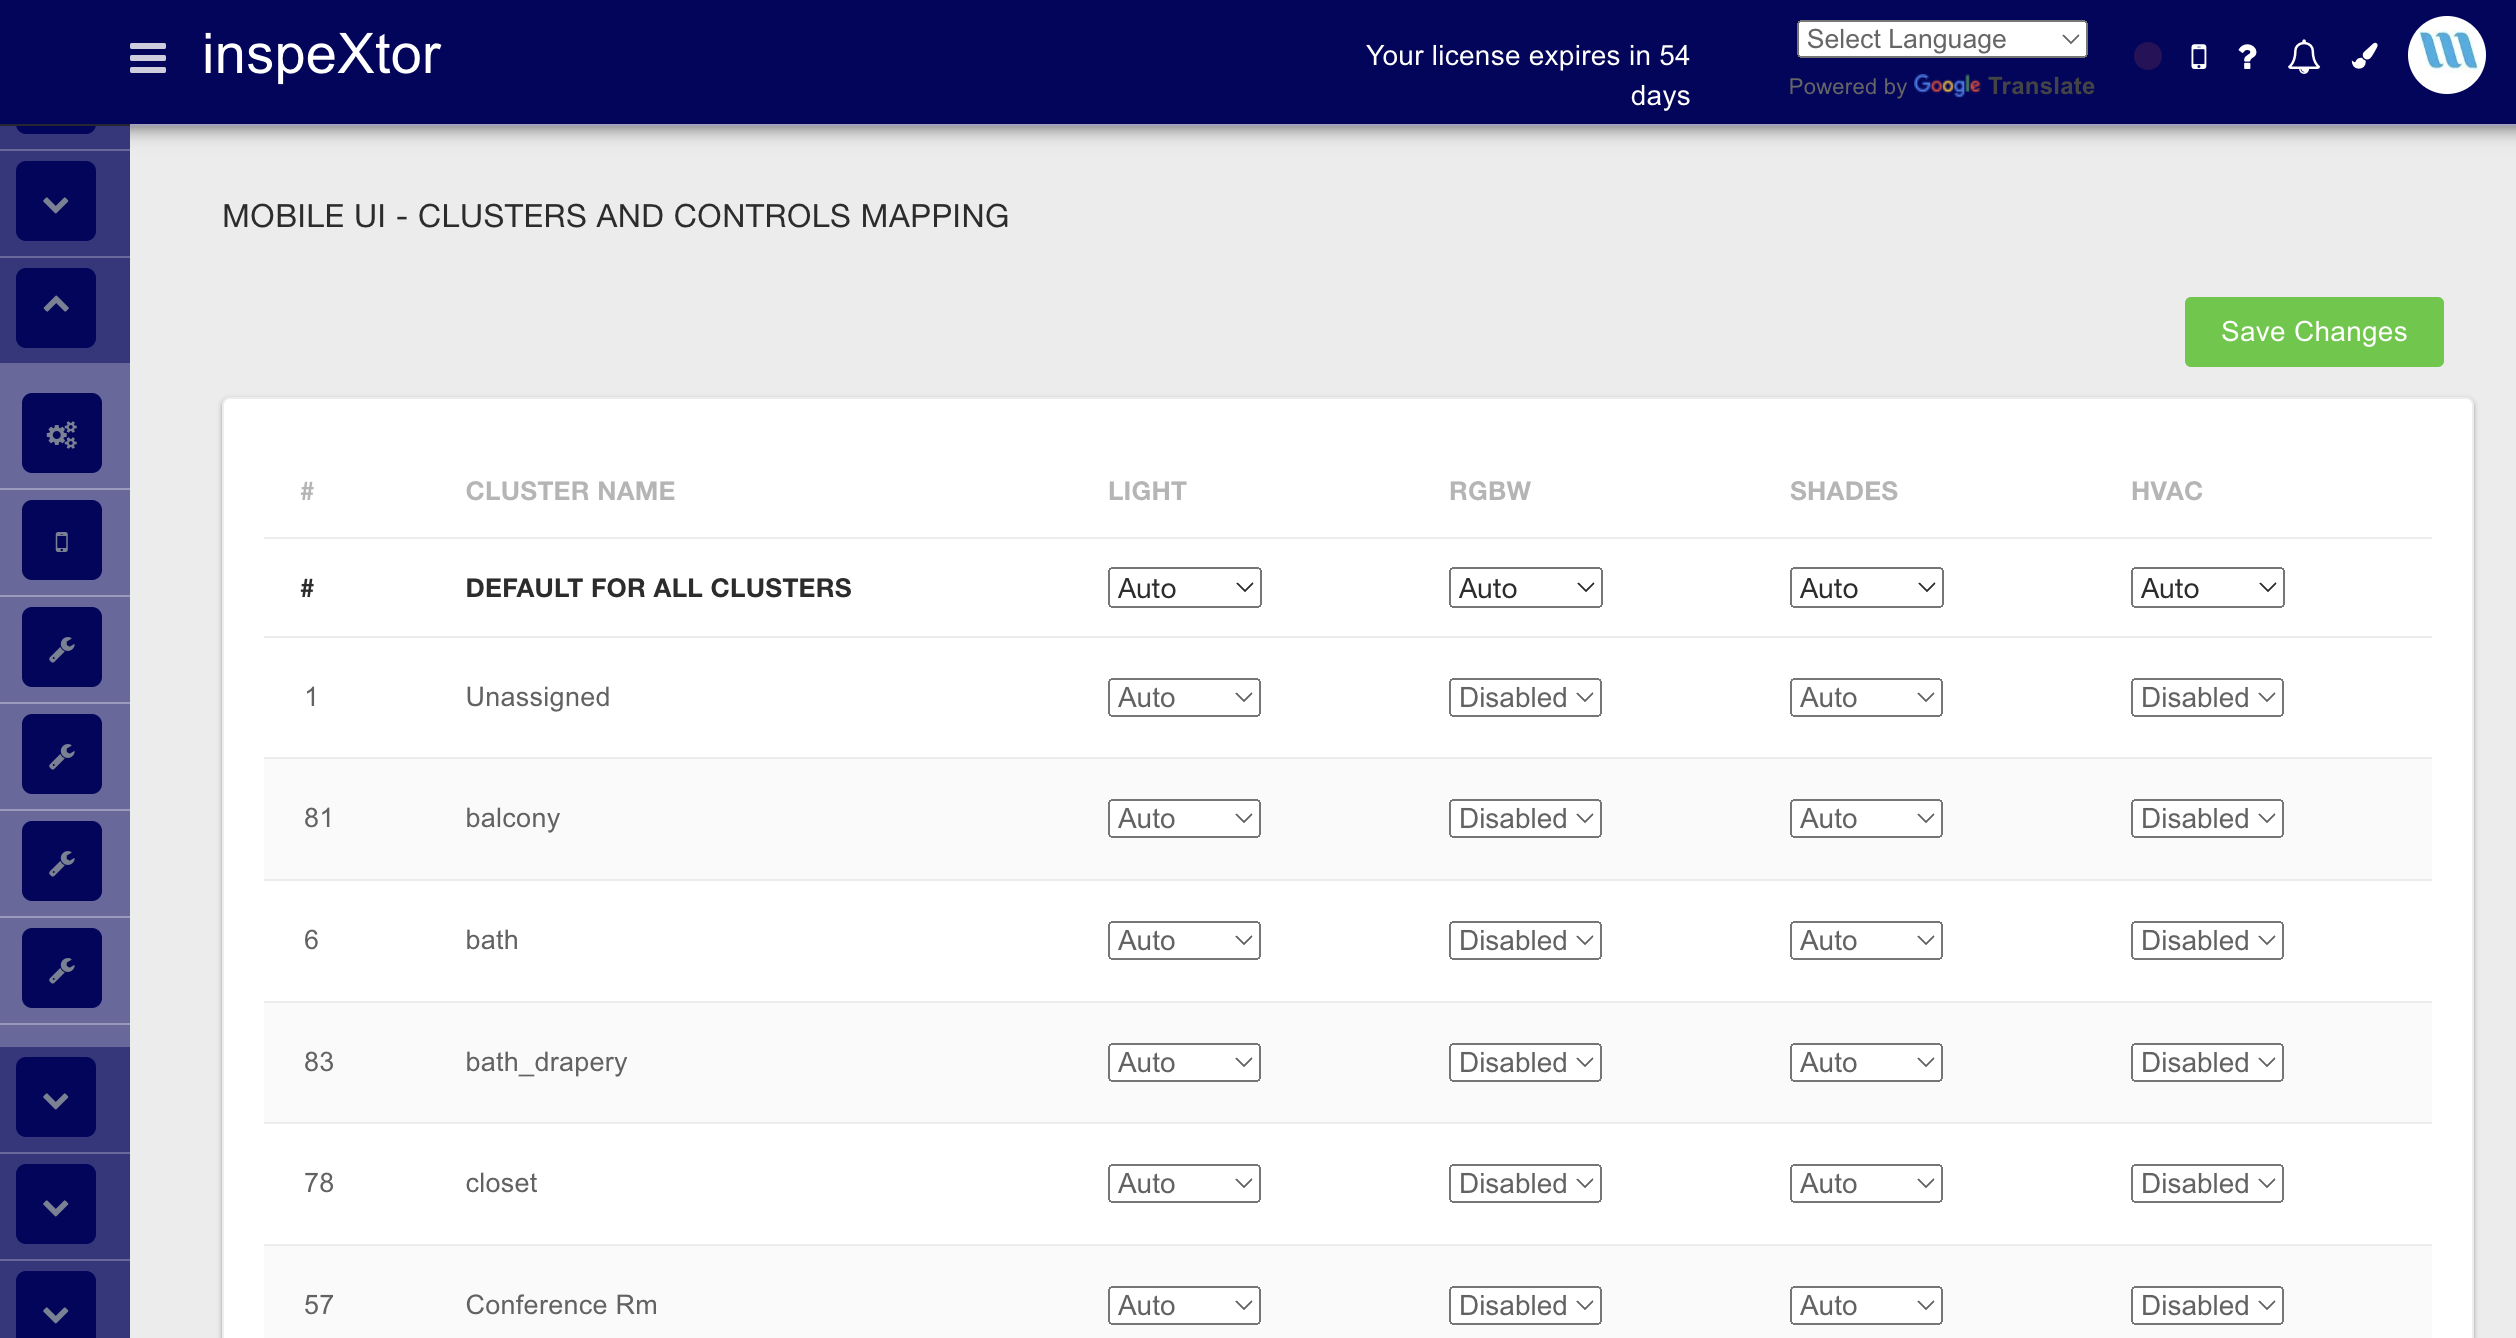 inspeXtor
Your license expires in 54
days
Select Language
Powered by Google Translate
MOBILE UI - CLUSTERS AND CONTROLS MAPPING
Save Changes
# CLUSTER NAME LIGHT RGBW SHADES HVAC
# DEFAULT FOR ALL CLUSTERS Auto Auto Auto Auto
1 Unassigned Auto Disabled Auto Disabled
81 balcony Auto Disabled Auto Disabled
6 bath Auto Disabled Auto Disabled
83 bath_drapery Auto Disabled Auto Disabled
78 closet Auto Disabled Auto Disabled
57 Conference Rm Auto Disabled Auto Disabled